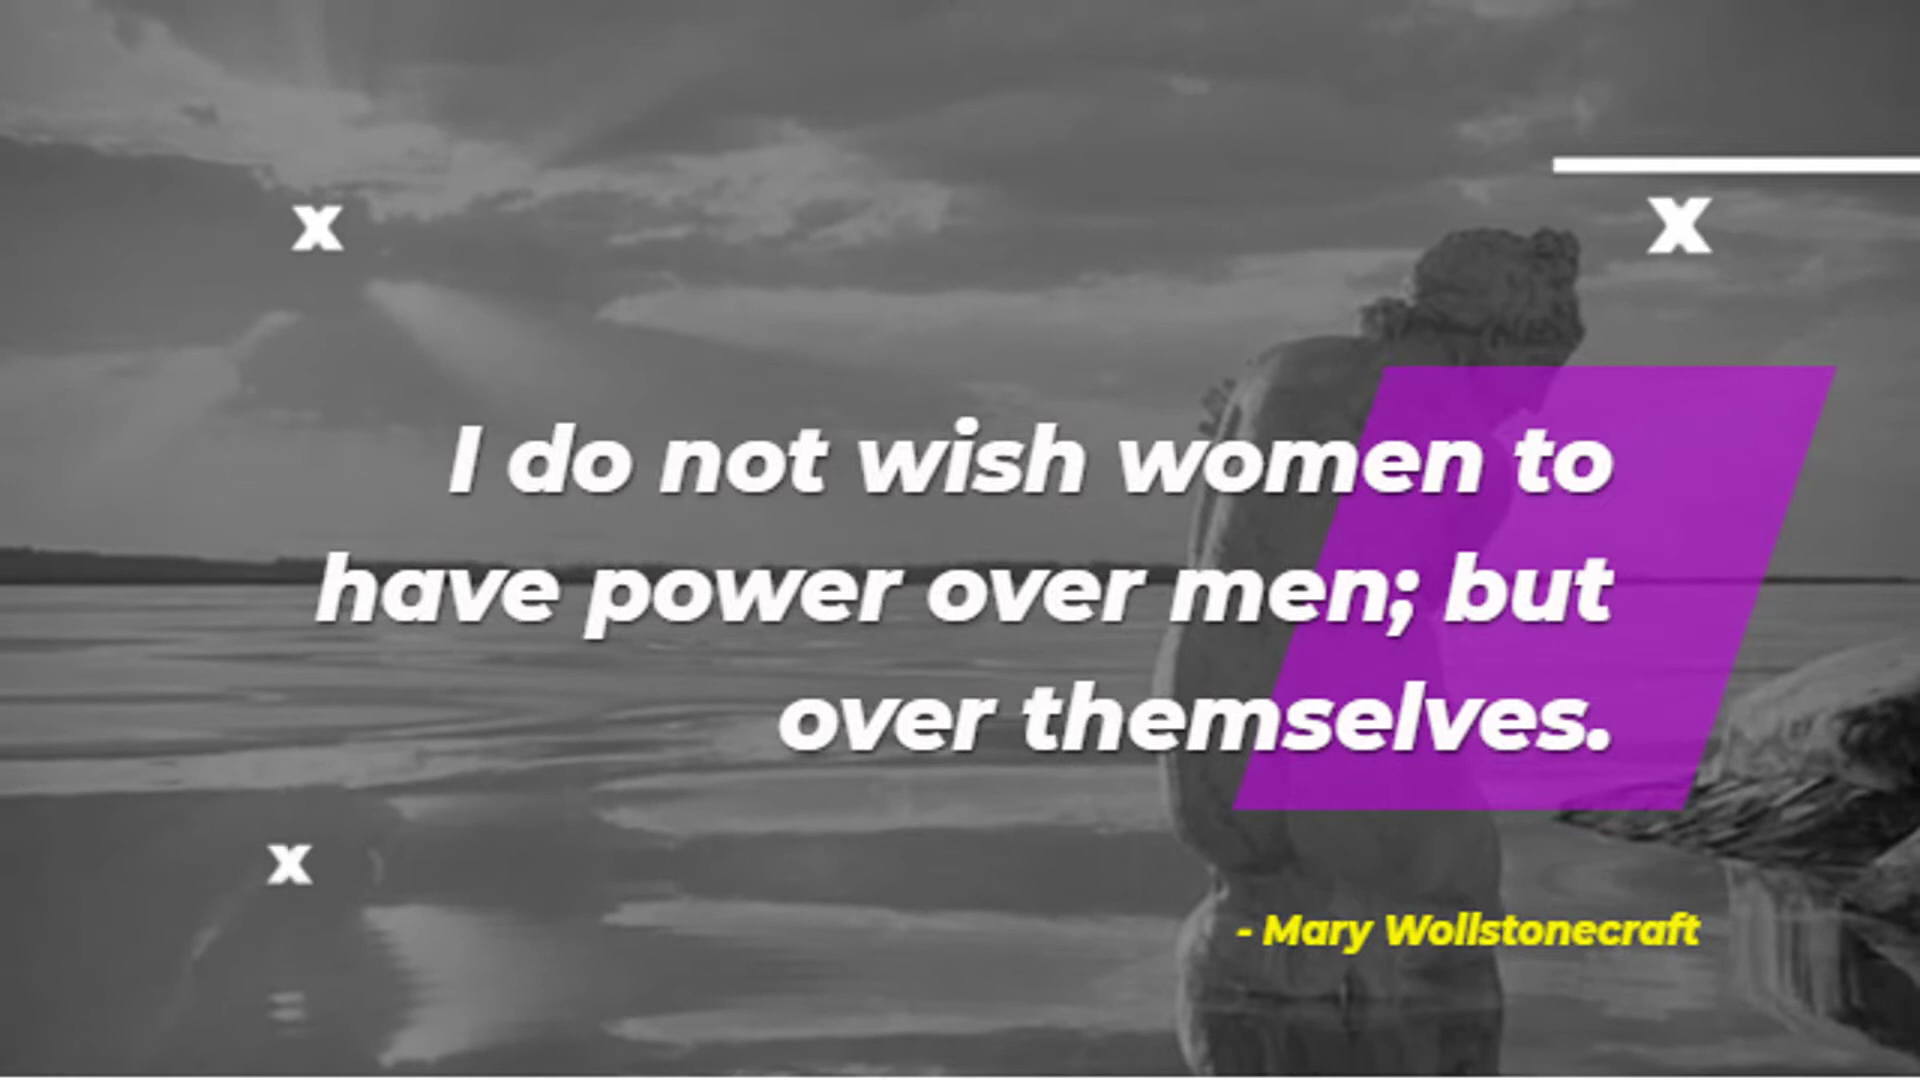 x
x
I do not wish women to
have power over men; but
over themselves.
x
- Mary Wollstonecraft